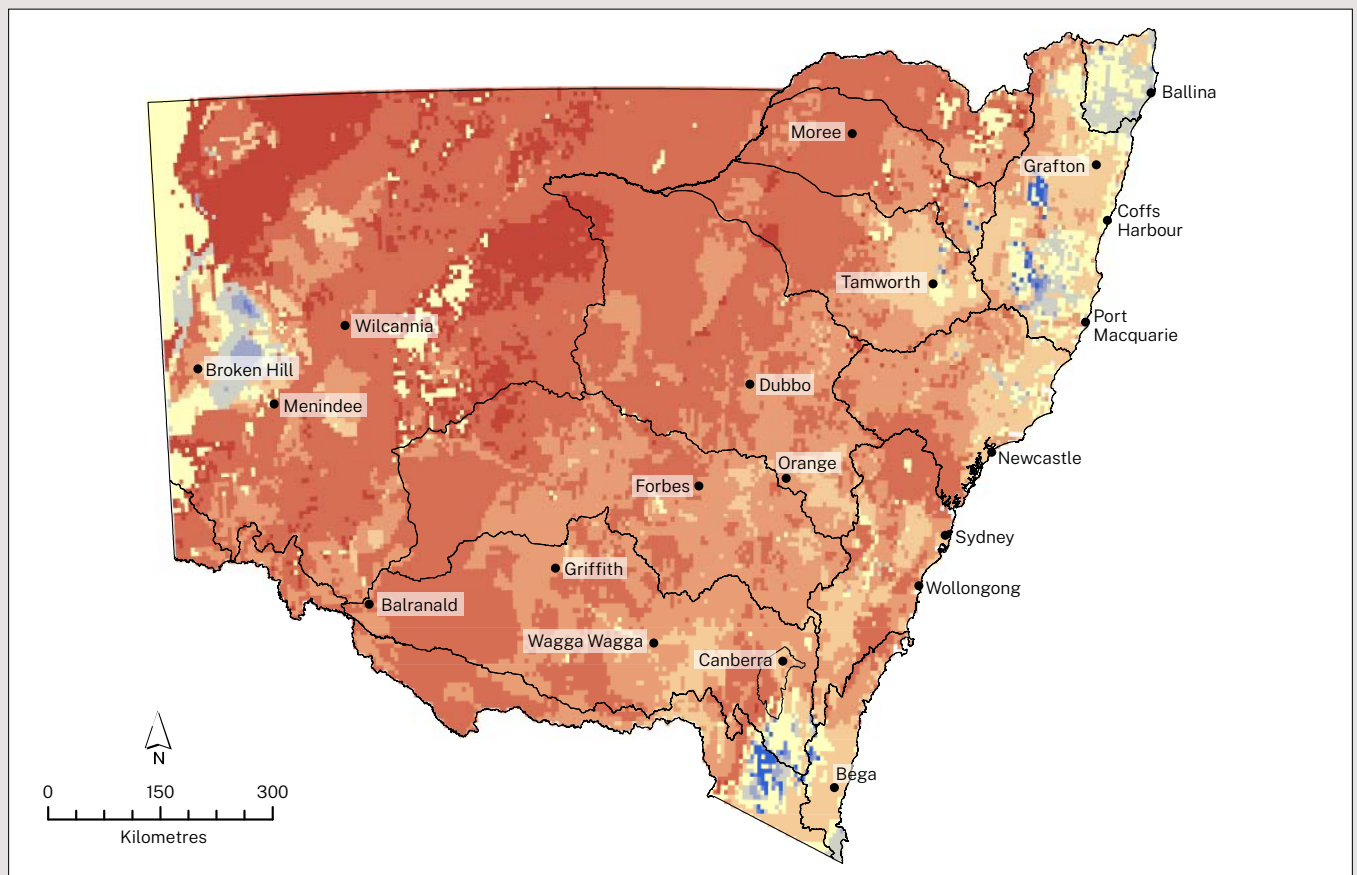 Ballina
Moree
Grafton
Coffs
Harbour
Tamworth
Port
Macquarie
Wilcannia
Broken Hill
Dubbo
Menindee
Newcastle
Orange
Forbes
Sydney
Griffith
Wollongong
Balranald
Wagga Wagga
Canberra
N
Bega
0 150 300
Kilometres